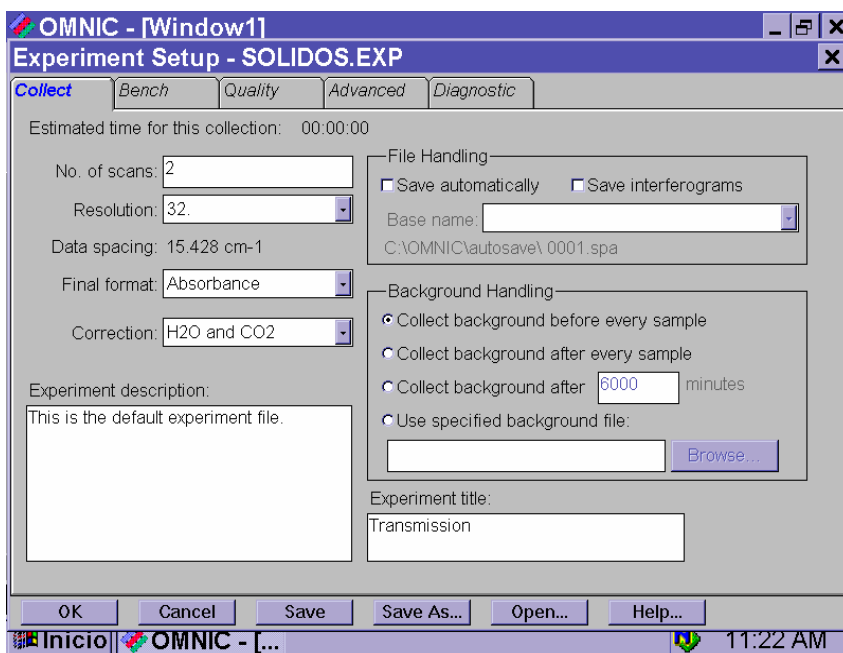 OMNIC - [Window1]
Experiment Setup - SOLIDOS.EXP
Collect Bench Quality Advanced Diagnostic
Estimated time for this collection: 00:00:00
No. of scans: 2
Resolution: 32.
Data spacing: 15.428 cm-1
Final format: Absorbance
Correction: H2O and CO2
Experiment description:
This is the default experiment file.
File Handling
Save automatically Save interferograms
Base name:
C:\OMNIC\autosave\ 0001.spa
Background Handling
Collect background before every sample
Collect background after every sample
Collect background after 6000 minutes
Use specified background file:
Browse...
Experiment title:
Transmission
OK Cancel Save Save As... Open... Help...
Inicio OMNIC - [... 11:22 AM